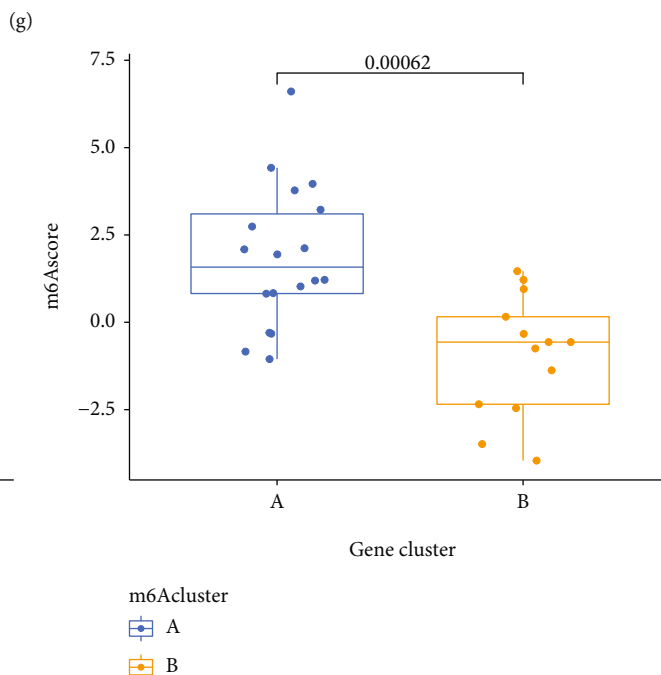 (g)
0.00062
7.5
5.0
2.5
0.0
−2.5
m6Ascore
A
B
Gene cluster
m6Acluster
A
B